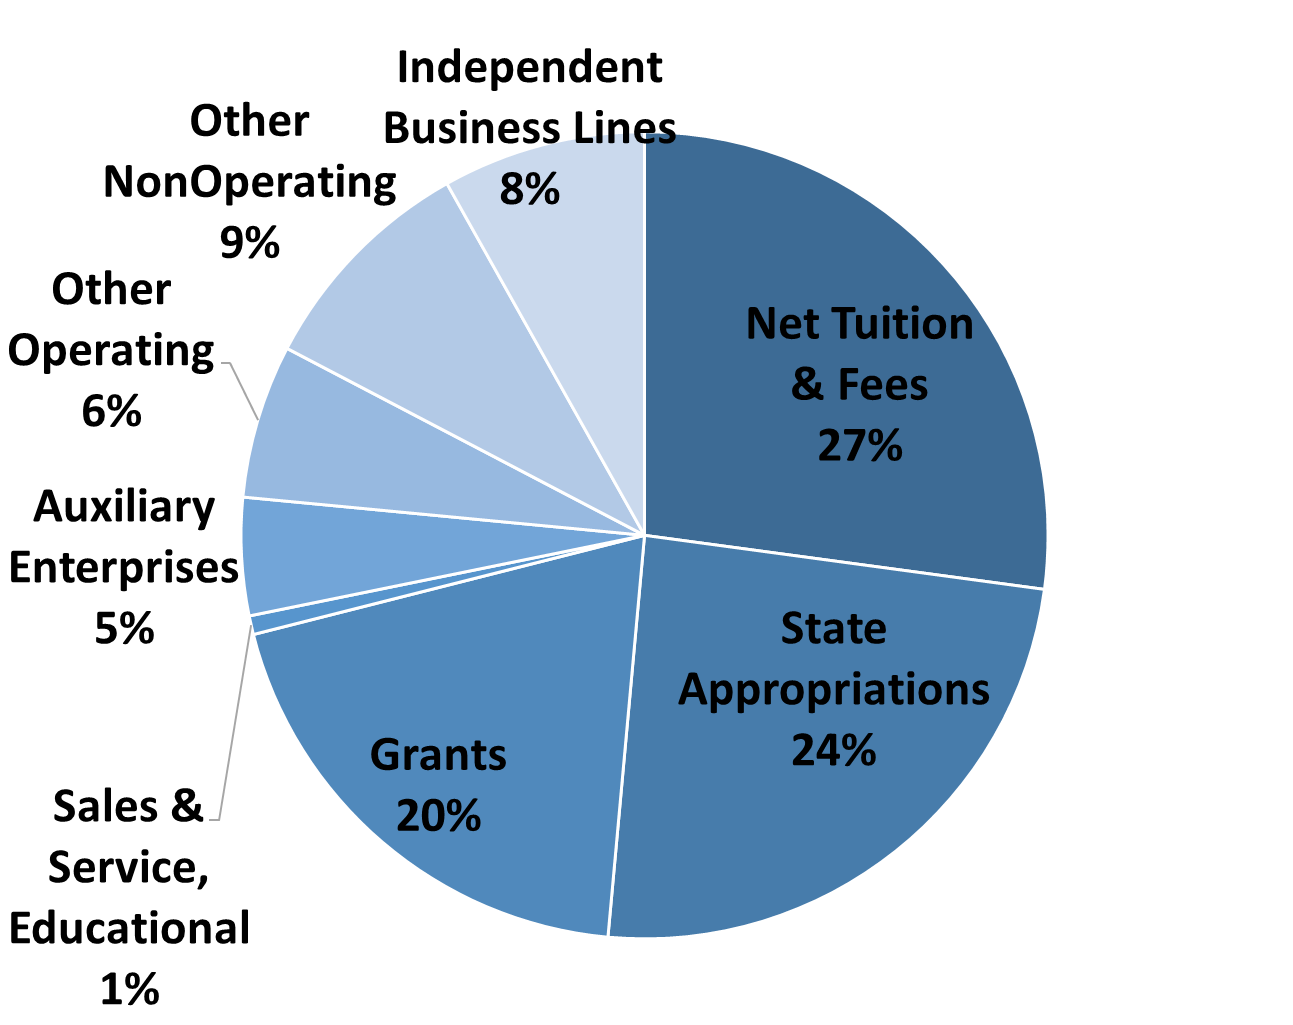 Independent
Business Lines
8%
Other
NonOperating
9%
Other
Operating
6%
Auxiliary
Enterprises
5%
Sales &
Service,
Educational
1%
Grants
20%
State
Appropriations
24%
Net Tuition
& Fees
27%